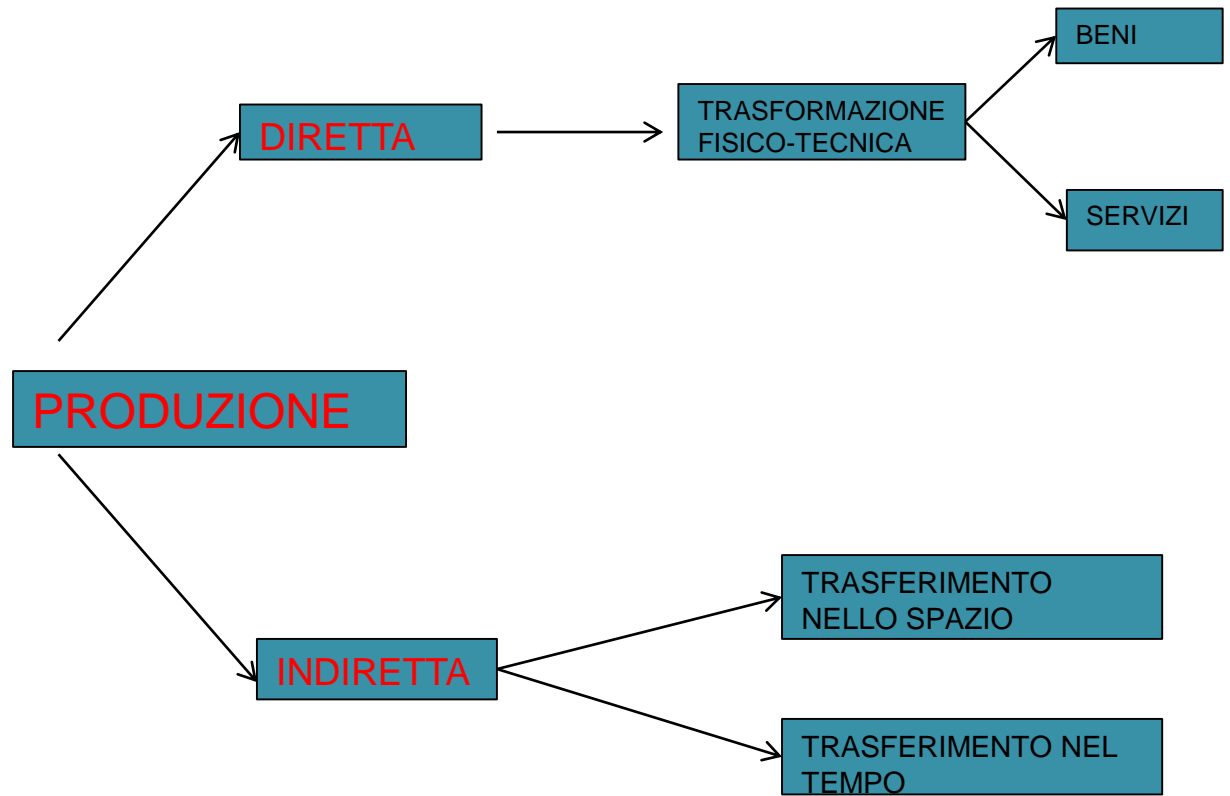 BENI
DIRETTA
TRASFORMAZIONE
FISICO-TECNICA
SERVIZI
PRODUZIONE
TRASFERIMENTO
NELLO SPAZIO
INDIRETTA
TRASFERIMENTO NEL
TEMPO